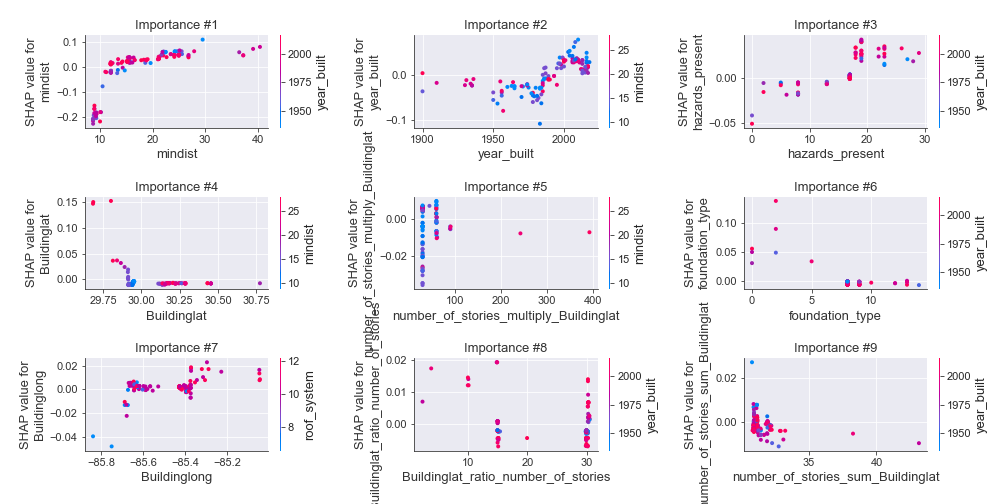 Importance #1
SHAP value for
mindist
0.1
0.0
−0.1
−0.2
10
20
30
40
mindist
2000
1975
1950
year_built
Importance #2
SHAP value for
year_built
0.0
−0.1
1900
1950
2000
year_built
25
20
15
10
mindist
Importance #3
SHAP value for
hazards_present
0.00
−0.05
0
10
20
30
hazards_present
2000
1975
1950
year_built
Importance #4
SHAP value for
Buildinglat
0.15
0.10
0.05
0.00
29.75
30.00
30.25
30.50
30.75
Buildinglat
25
20
15
10
mindist
Importance #5
SHAP value for
number_of_stories_multiply_Buildinglat
0.00
−0.02
100
200
300
400
number_of_stories_multiply_Buildinglat
25
20
15
10
mindist
Importance #6
SHAP value for
foundation_type
0.10
0.05
0.00
0
5
10
foundation_type
2000
1975
1950
year_built
Importance #7
SHAP value for
Buildinglong
0.02
0.00
−0.02
−0.04
−85.8
−85.6
−85.4
−85.2
Buildinglong
12
10
8
roof_system
Importance #8
SHAP value for
Buildinglat_ratio_number_of_stories
0.02
0.01
0.00
10
20
30
Buildinglat_ratio_number_of_stories
2000
1975
1950
year_built
Importance #9
SHAP value for
number_of_stories_sum_Buildinglat
0.02
0.00
35
40
number_of_stories_sum_Buildinglat
2000
1975
1950
year_built